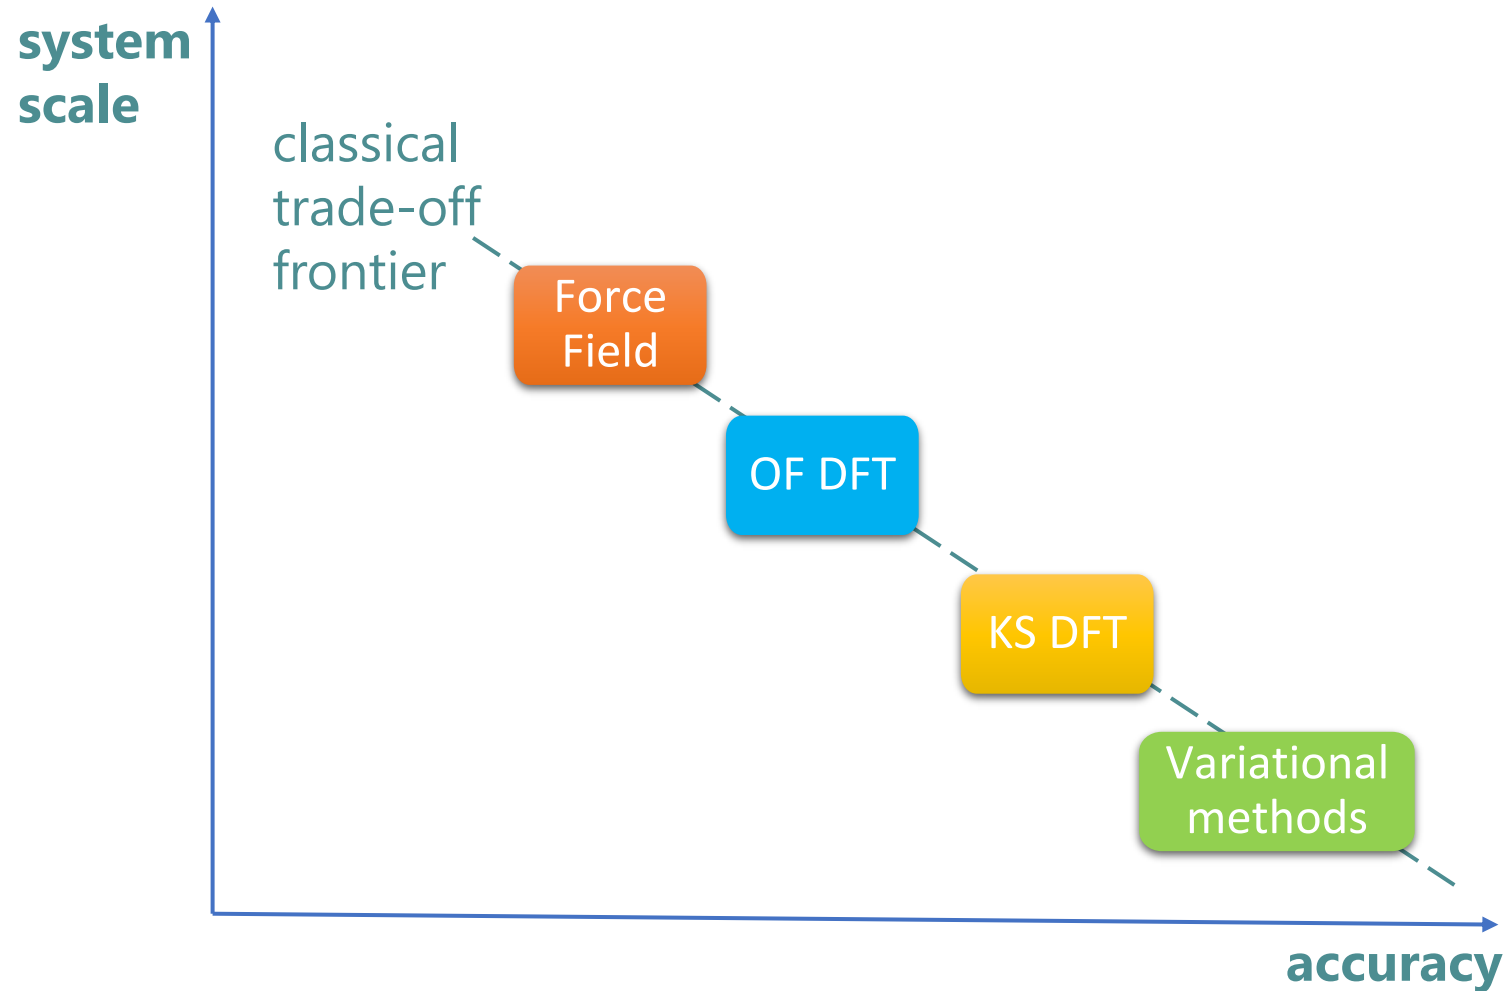 system
scale
classical
trade-off
frontier
Force
Field
OF DFT
KS DFT
Variational
methods
accuracy